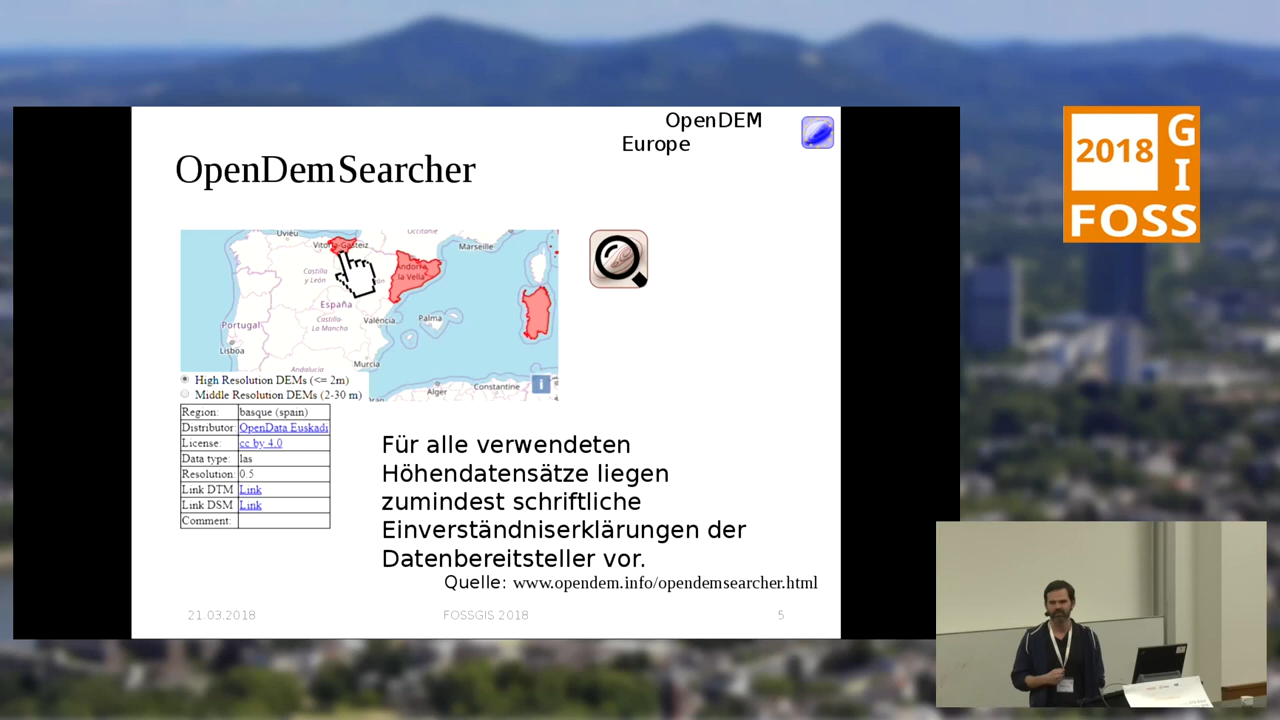 OpenDEM
Europe
OpenDemSearcher
Uviéu
Vitoria-Gasteiz
Occitanie
Marseille
Castilla
y León
Andorra
la Vella
España
Castilla-
La Mancha
Portugal
València
Palma
Lisboa
Murcia
Andalucía
Alger
Constantine
High Resolution DEMs (<= 2m)
Middle Resolution DEMs (2-30 m)
Region: basque (spain)
Distributor: OpenData Euskadi
License: cc by 4.0
Data type: las
Resolution: 0.5
Link DTM Link
Link DSM Link
Comment:
Für alle verwendeten
Höhendatensätze liegen
zumindest schriftliche
Einverständniserklärungen der
Datenbereitsteller vor.
Quelle: www.opendem.info/opendemsearcher.html
21.03.2018 FOSSGIS 2018 5
2018
GI
FOSS